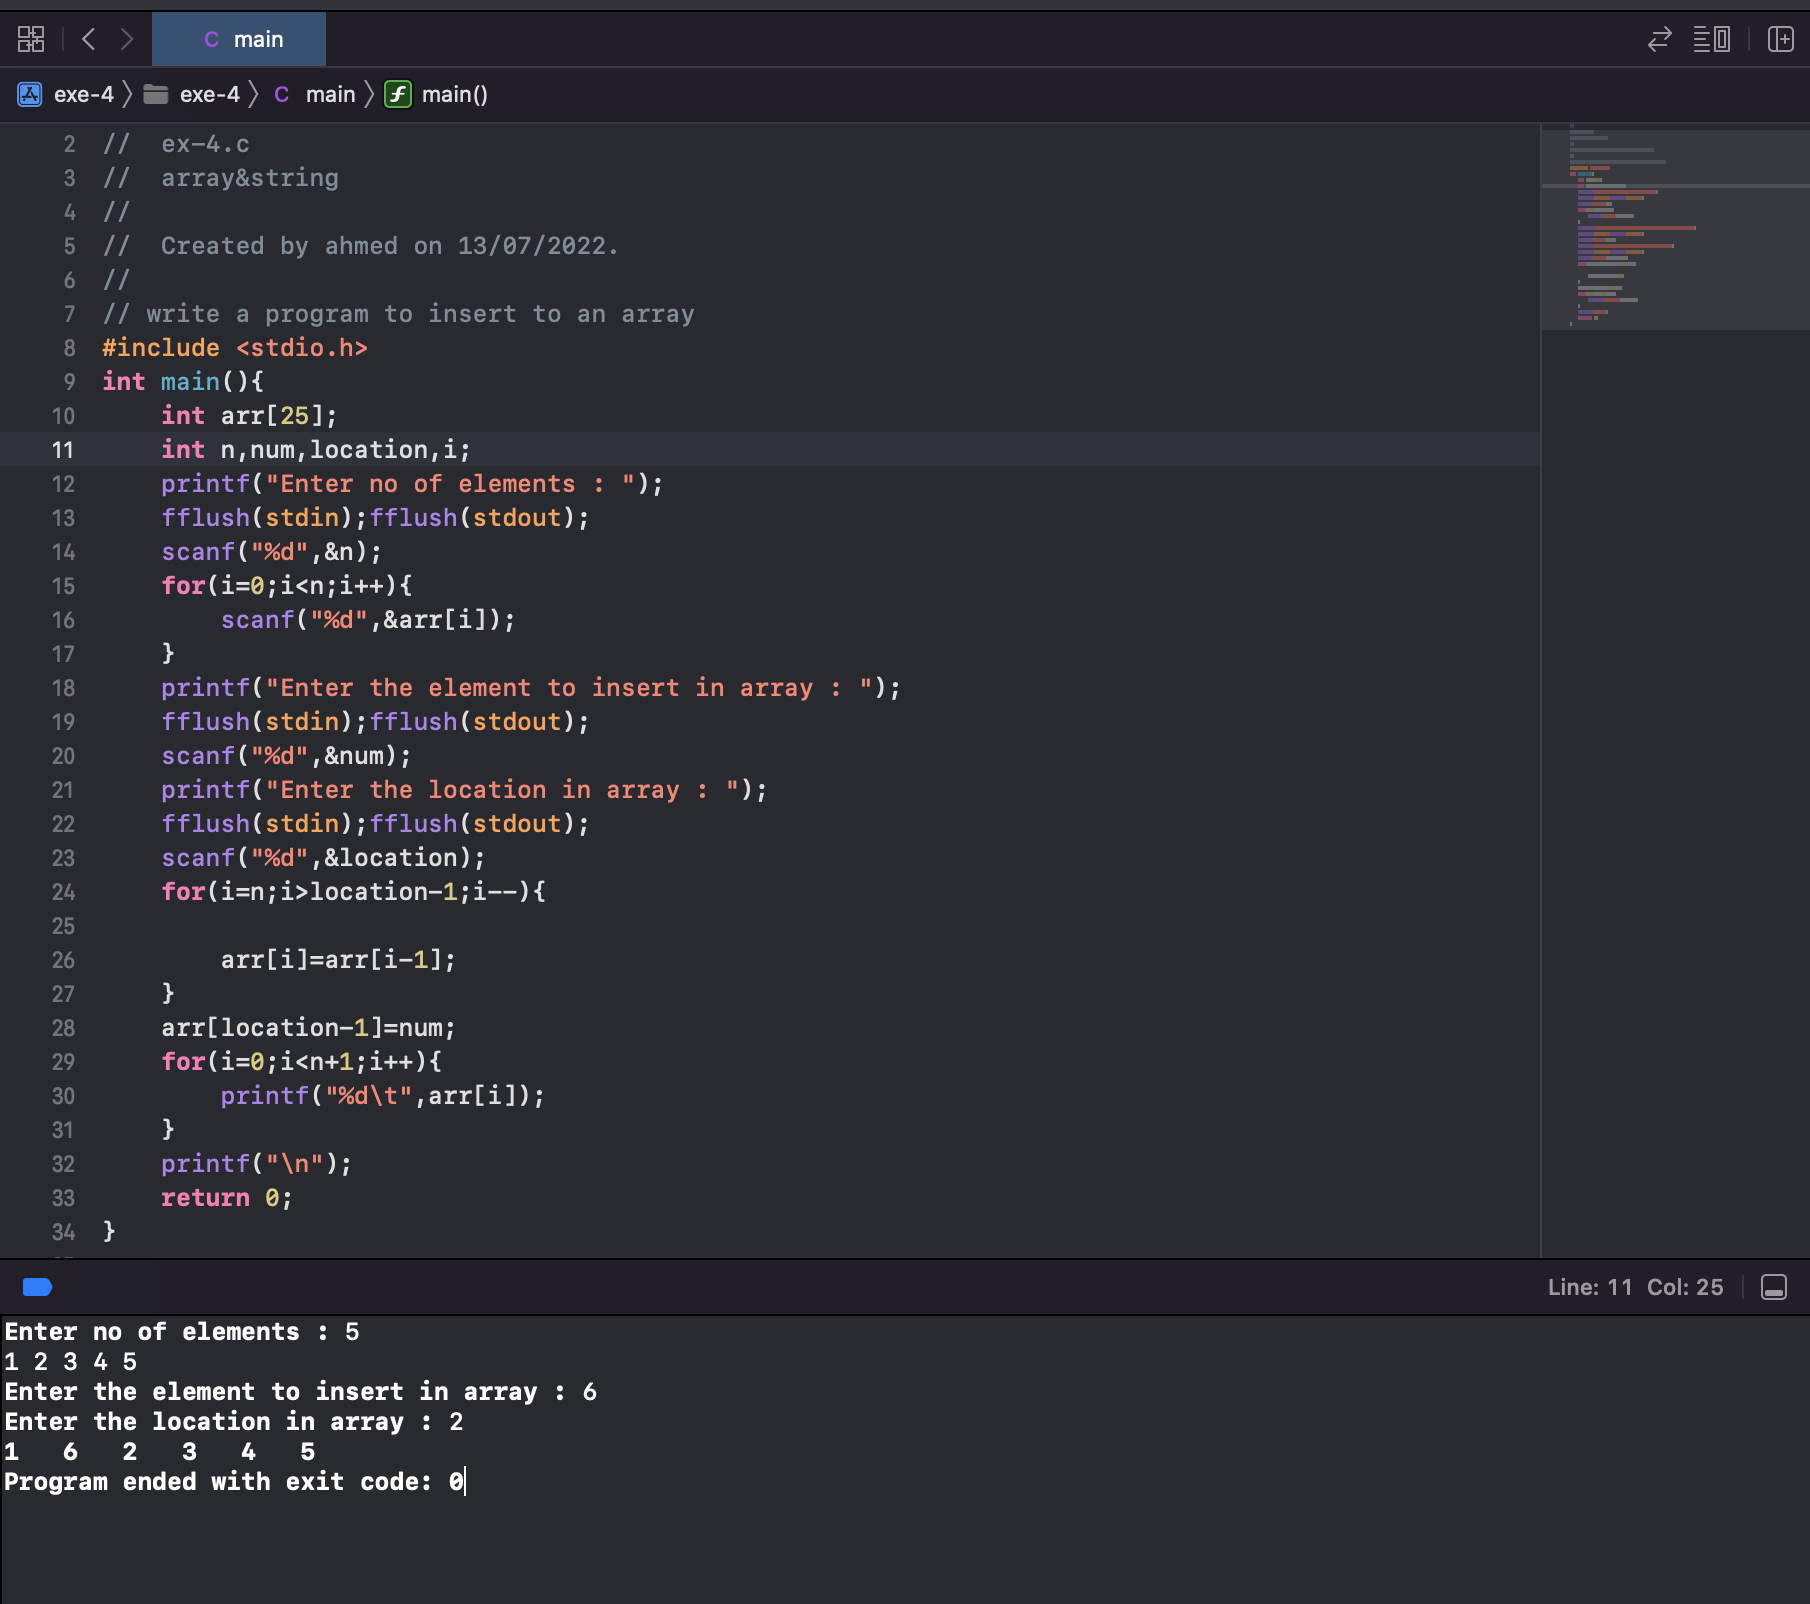 C main
exe-4 exe-4 C main f main()
2 //  ex-4.c
3 //  array&string
4 //
5 //  Created by ahmed on 13/07/2022.
6 //
7 // write a program to insert to an array
8 #include <stdio.h>
9 int main(){
10     int arr[25];
11     int n,num,location,i;
12     printf("Enter no of elements : ");
13     fflush(stdin);fflush(stdout);
14     scanf("%d",&n);
15     for(i=0;i<n;i++){
16         scanf("%d",&arr[i]);
17     }
18     printf("Enter the element to insert in array : ");
19     fflush(stdin);fflush(stdout);
20     scanf("%d",&num);
21     printf("Enter the location in array : ");
22     fflush(stdin);fflush(stdout);
23     scanf("%d",&location);
24     for(i=n;i>location-1;i--){
25
26         arr[i]=arr[i-1];
27     }
28     arr[location-1]=num;
29     for(i=0;i<n+1;i++){
30         printf("%d\t",arr[i]);
31     }
32     printf("\n");
33     return 0;
34 }
Line: 11 Col: 25
Enter no of elements : 5
1 2 3 4 5
Enter the element to insert in array : 6
Enter the location in array : 2
1   6   2   3   4   5
Program ended with exit code: 0